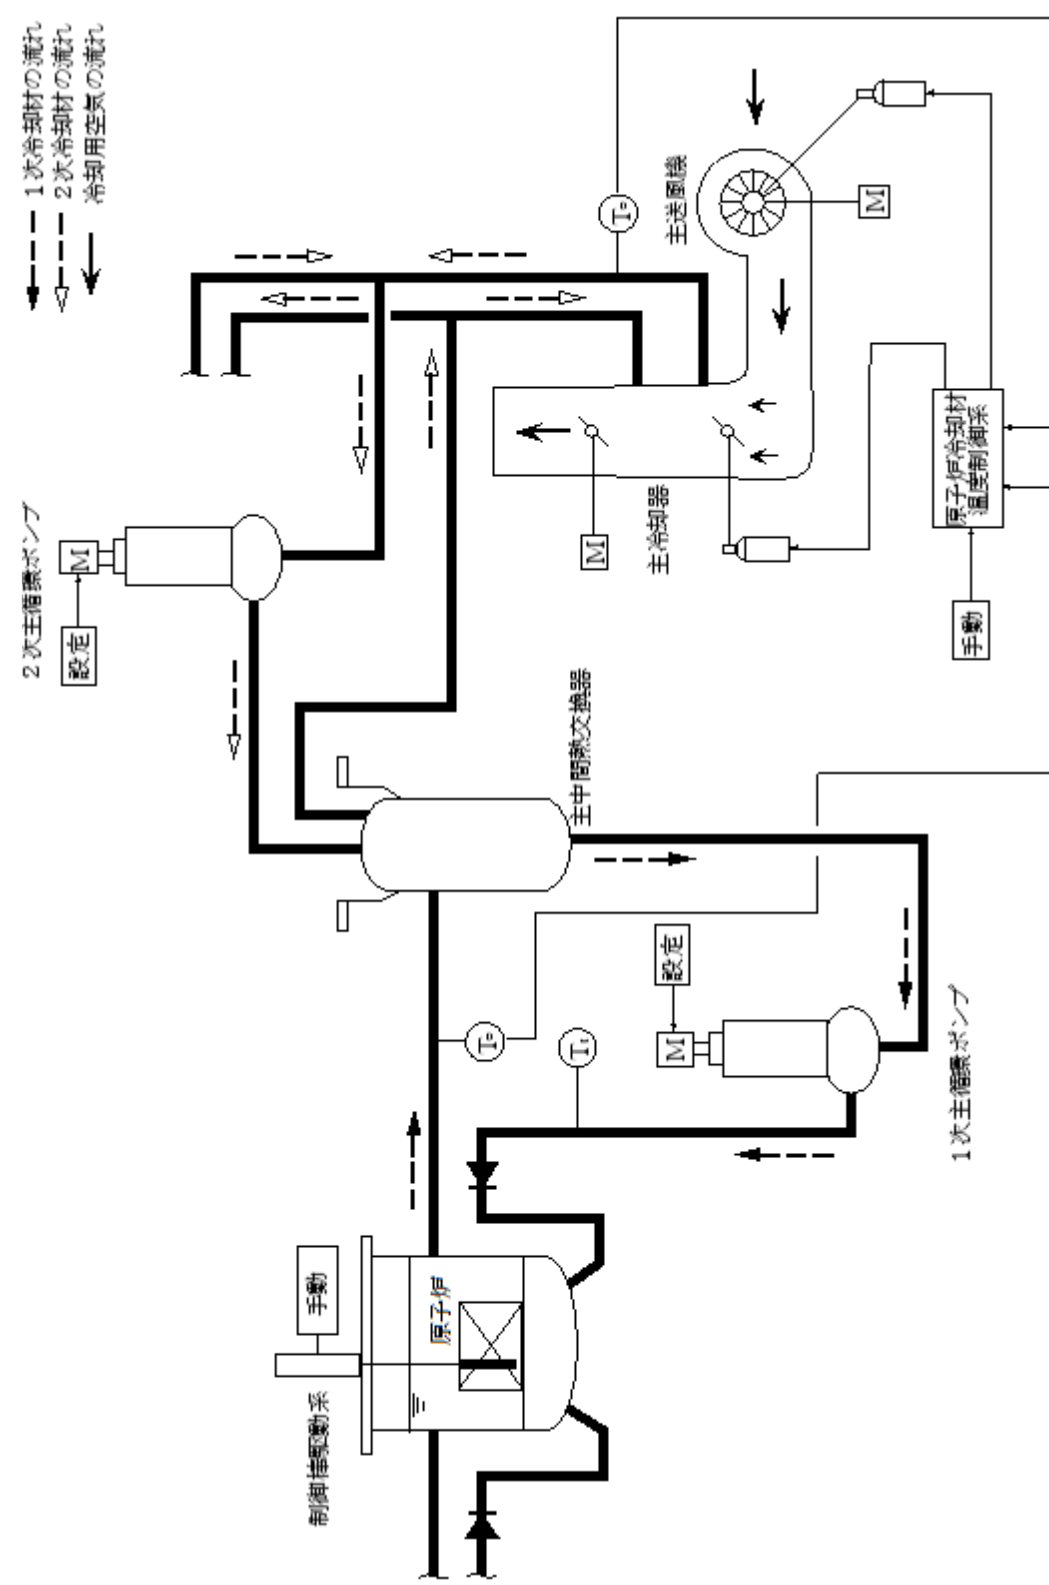 1次冷却材の流れ
2次冷却材の流れ
冷却用空気の流れ
制御棒駆動系
手動
原子炉
2次主循環ポンプ
設定
M
主中間熱交換器
T₀
Tᵢ
設定
M
1次主循環ポンプ
主冷却器
M
主送風機
M
T₀
原子炉冷却材
温度制御系
手動